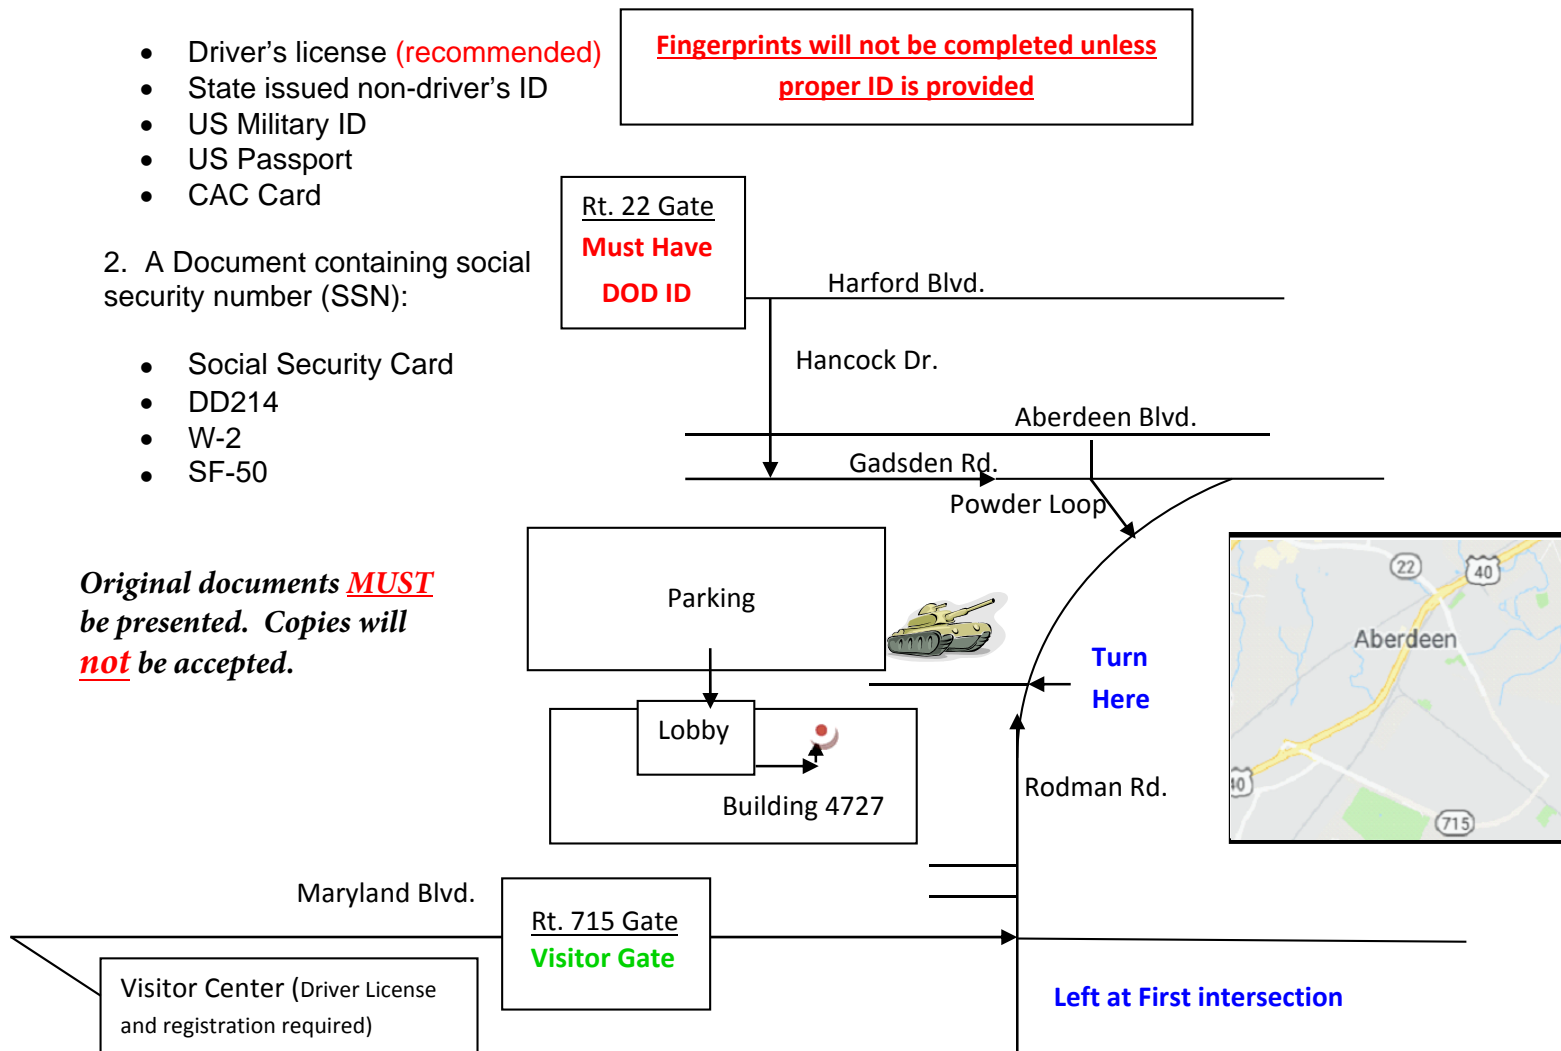 • Driver’s license (recommended)
• State issued non-driver’s ID
• US Military ID
• US Passport
• CAC Card
2.  A Document containing social
security number (SSN):
• Social Security Card
• DD214
• W-2
• SF-50
Original documents MUST
be presented.  Copies will
not be accepted.
Fingerprints will not be completed unless
proper ID is provided
Rt. 22 Gate
Must Have
DOD ID
Harford Blvd.
Hancock Dr.
Aberdeen Blvd.
Gadsden Rd.
Powder Loop
Parking
Turn
Here
Lobby
Building 4727
Rodman Rd.
22
40
Aberdeen
40
715
Maryland Blvd.
Rt. 715 Gate
Visitor Gate
Left at First intersection
Visitor Center (Driver License
and registration required)